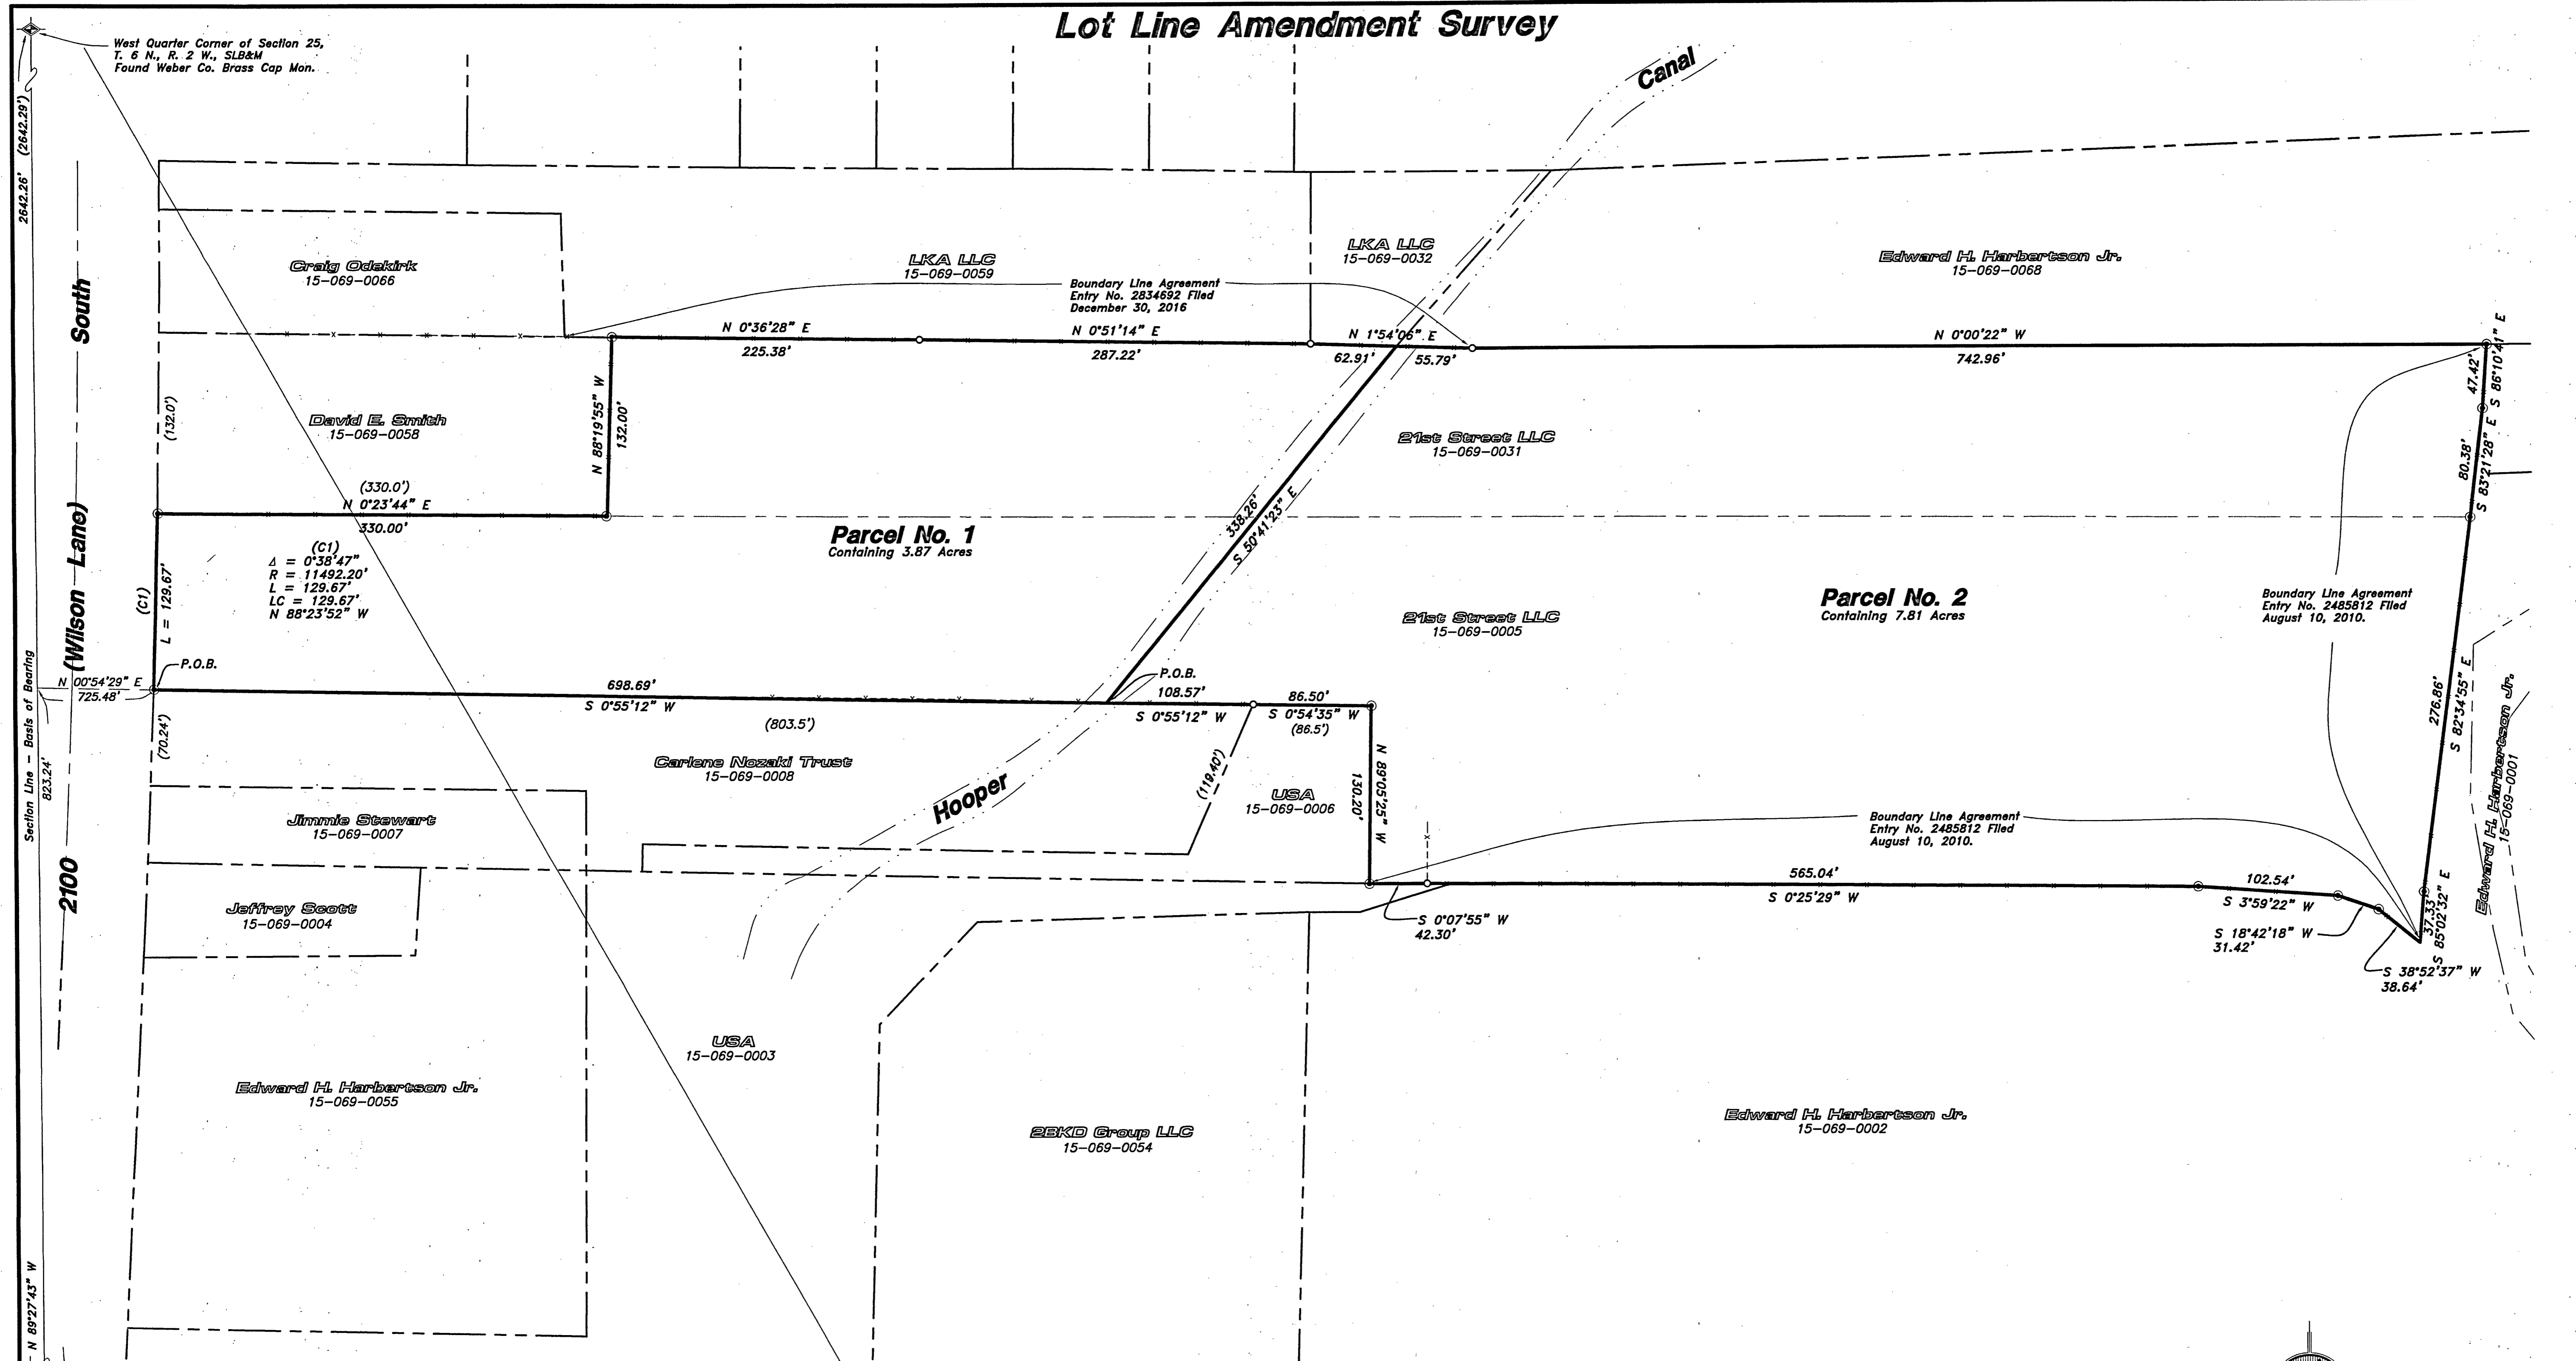 Lot Line Amendment Survey
West Quarter Corner of Section 25,
T. 6 N., R. 2 W., SLB&M
Found Weber Co. Brass Cap Mon.
2642.26' (2642.29')
Canal
South
(Wilson Lane)
2100
Craig Odekirk
15-069-0066
LKA LLC
15-069-0059
Boundary Line Agreement
Entry No. 2834692 Filed
December 30, 2016
LKA LLC
15-069-0032
Edward H. Harbertson Jr.
15-069-0068
N 0°36'28" E
225.38'
N 0°51'14" E
287.22'
N 1°54'06" E
62.91'
55.79'
N 0°00'22" W
742.96'
47.42'
S 86°10'41" E
80.38'
S 83°21'28" E
(132.0')
David E. Smith
15-069-0058
N 88°19'55" W
132.00'
21st Street LLC
15-069-0031
(330.0')
N 0°23'44" E
330.00'
338.26'
S 50°41'23" E
Parcel No. 1
Containing 3.87 Acres
(C1)
Δ = 0°38'47"
R = 11492.20'
L = 129.67'
LC = 129.67'
N 88°23'52" W
(C1)
L = 129.67'
21st Street LLC
15-069-0005
Parcel No. 2
Containing 7.81 Acres
Boundary Line Agreement
Entry No. 2485812 Filed
August 10, 2010.
P.O.B.
N 00°54'29" E
725.48'
Section Line - Basis of Bearing
823.24'
(70.24')
698.69'
S 0°55'12" W
(803.5')
P.O.B.
108.57'
S 0°55'12" W
86.50'
S 0°54'35" W
(86.5')
276.86'
S 82°34'55" E
Edward H. Harbertson Jr.
15-069-0001
Carlene Nozaki Trust
15-069-0008
(119.40')
USA
15-069-0006
N 89°05'25" W
130.20'
Hooper
Jimmie Stewart
15-069-0007
Boundary Line Agreement
Entry No. 2485812 Filed
August 10, 2010.
565.04'
S 0°25'29" W
102.54'
S 3°59'22" W
S 0°07'55" W
42.30'
S 18°42'18" W
31.42'
37.33'
S 85°02'32" E
S 38°52'37" W
38.64'
Jeffrey Scott
15-069-0004
USA
15-069-0003
Edward H. Harbertson Jr.
15-069-0055
2BKD Group LLC
15-069-0054
Edward H. Harbertson Jr.
15-069-0002
N 89°27'43" W